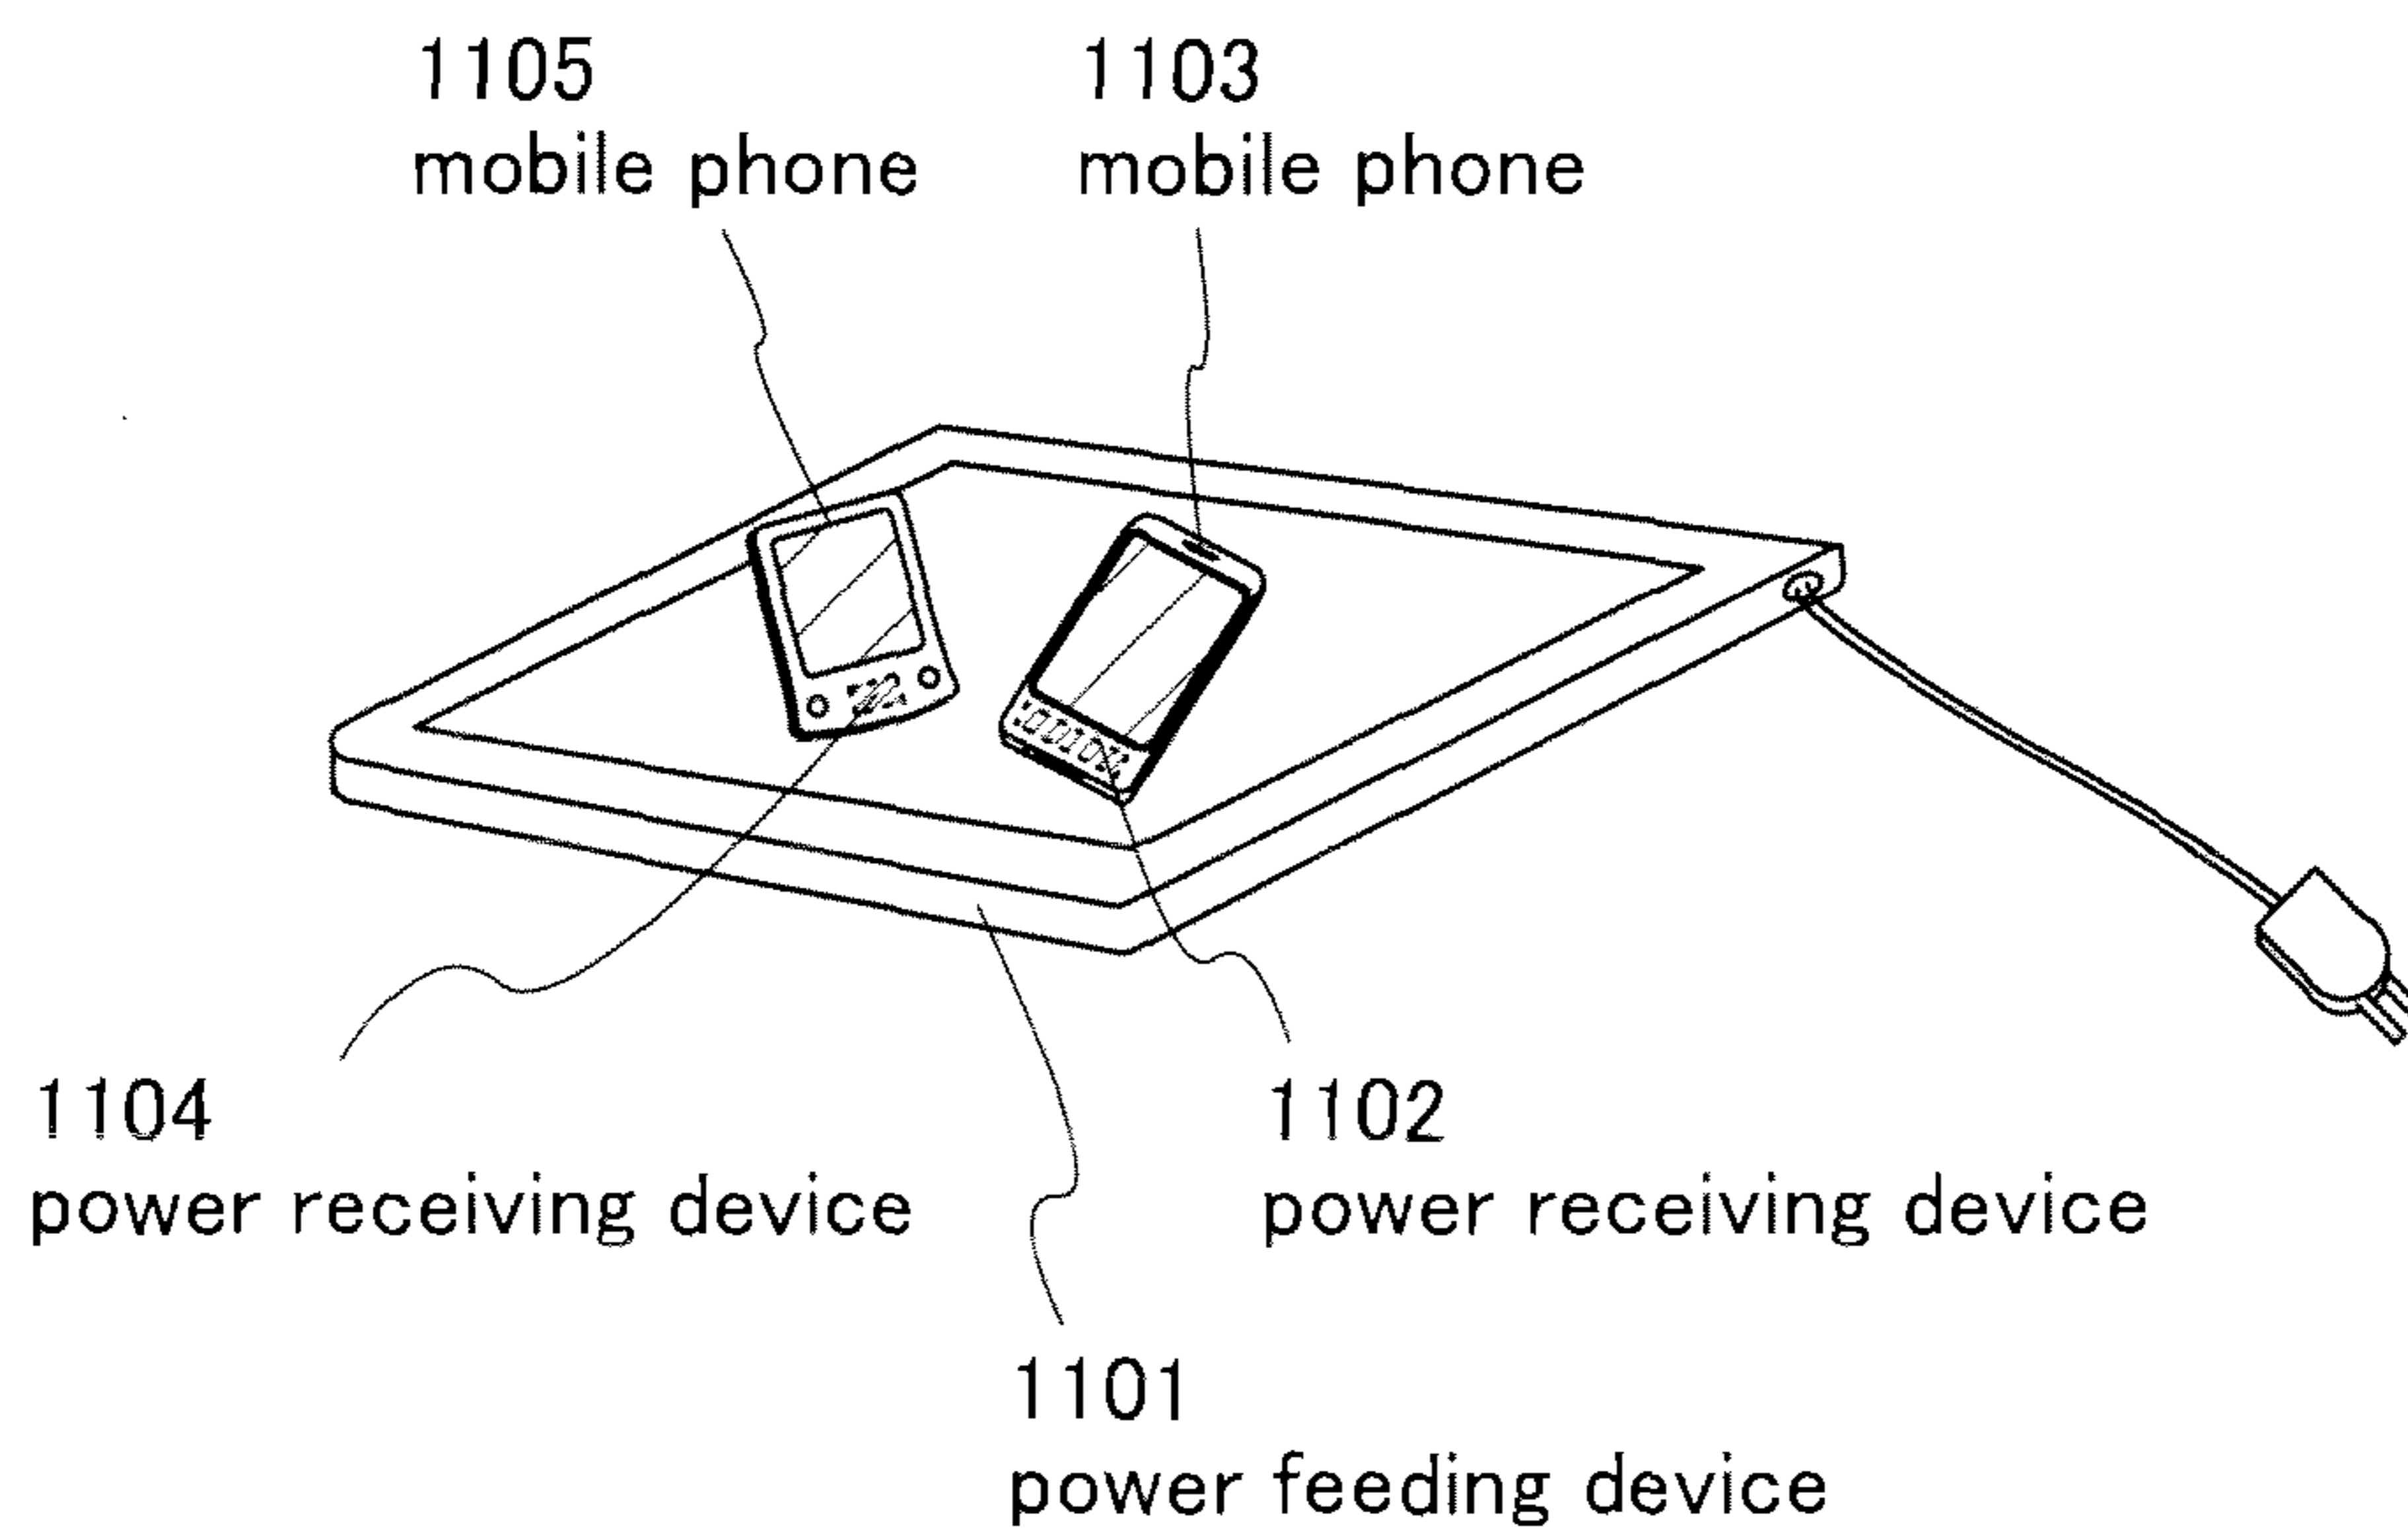 1105
mobile phone
1103
mobile phone
1104
power receiving device
1102
power receiving device
1101
power feeding device